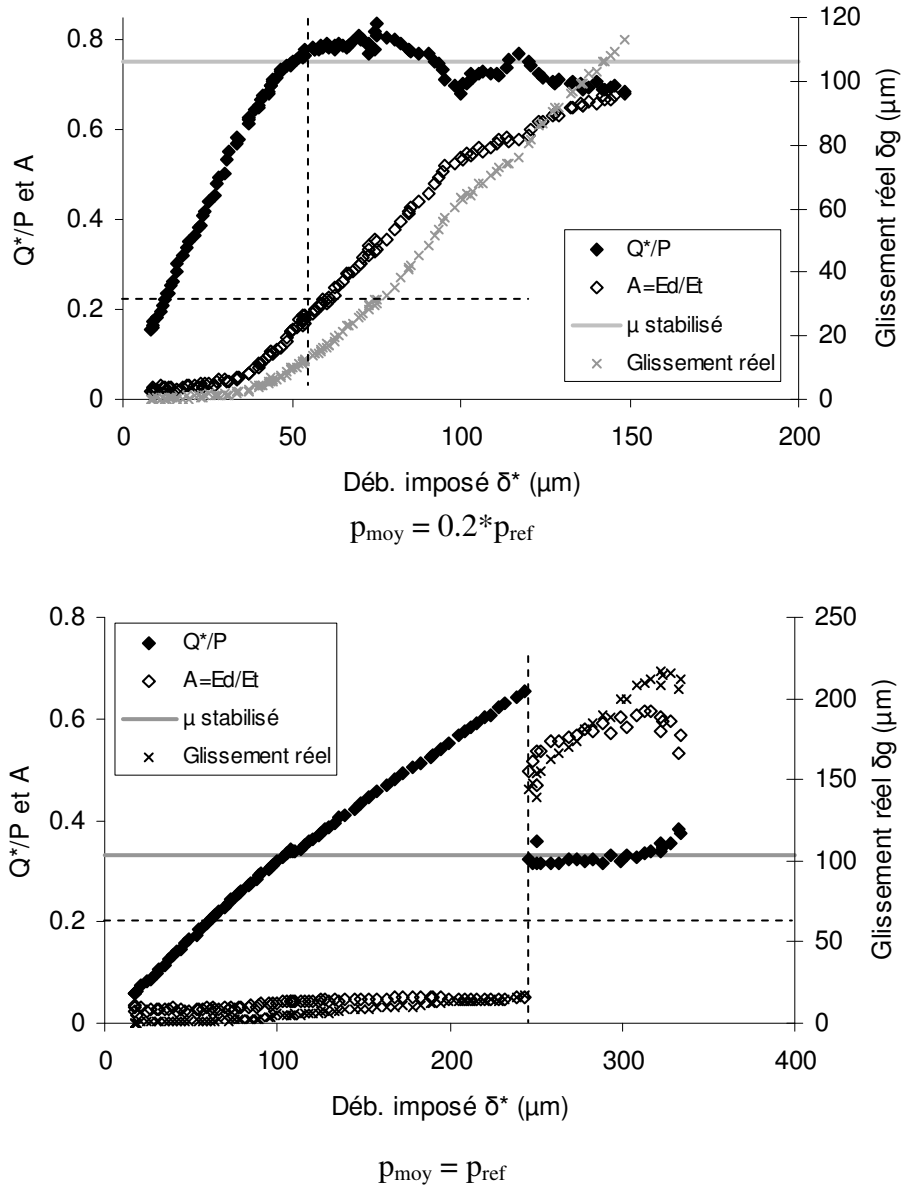 0.8
0.6
0.4
0.2
0
Q*/P et A
120
100
80
60
40
20
0
Glissement réel δg (µm)
Q*/P
A=Ed/Et
µ stabilisé
Glissement réel
0 50 100 150 200
Déb. imposé δ* (µm)
pmoy = 0.2*pref
0.8
0.6
0.4
0.2
0
Q*/P et A
Q*/P
A=Ed/Et
µ stabilisé
Glissement réel
250
200
150
100
50
0
Glissement réel δg (µm)
0 100 200 300 400
Déb. imposé δ* (µm)
pmoy = pref